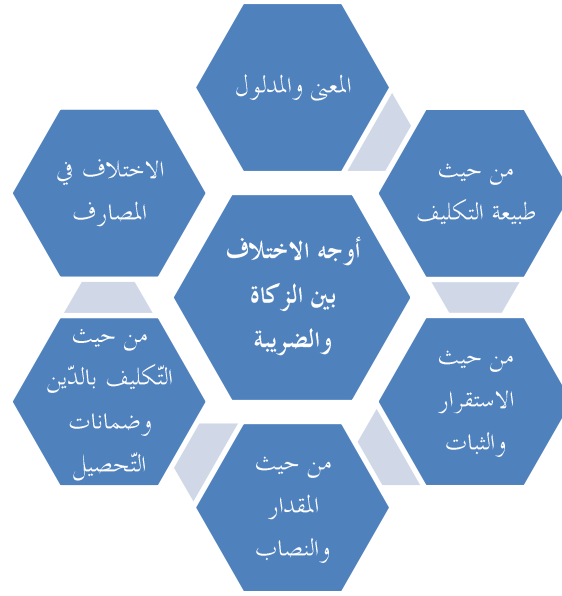 المعنى والمدلول
من حيث
طبيعة التكليف
من حيث
الاستقرار
والثبات
من حيث
المقدار
والنصاب
من حيث
التّكليف بالدّين
وضمانات
التّحصيل
الاختلاف في
المصارف
أوجه الاختلاف
بين الزكاة
والضريبة